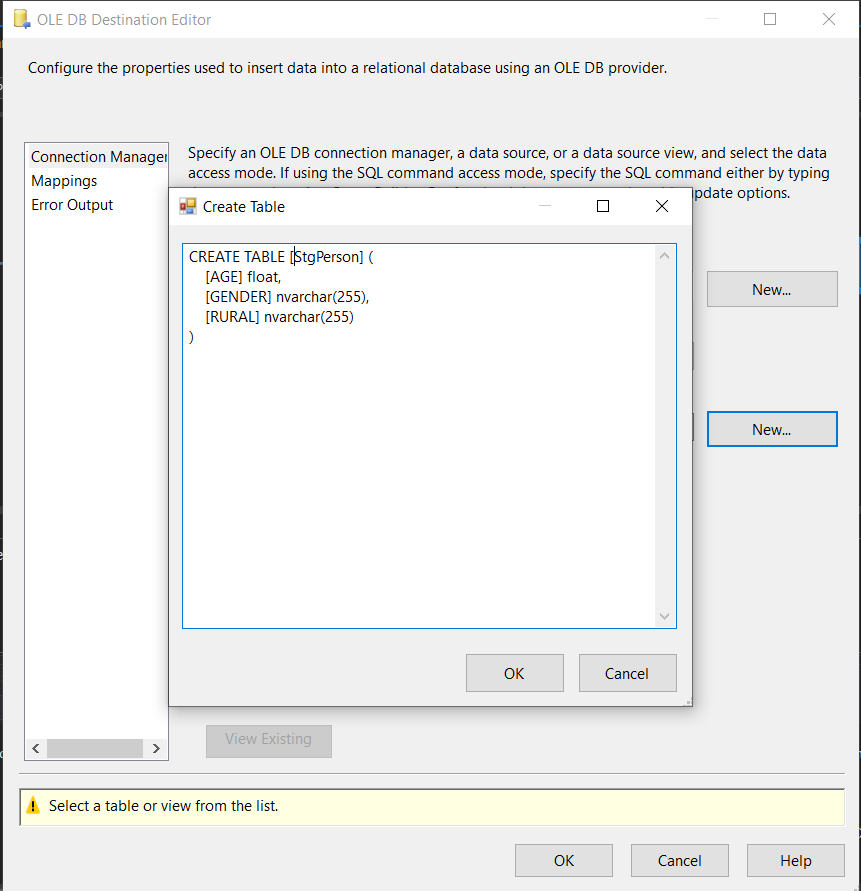 OLE DB Destination Editor
Configure the properties used to insert data into a relational database using an OLE DB provider.
Connection Manager
Mappings
Error Output
Specify an OLE DB connection manager, a data source, or a data source view, and select the data
access mode. If using the SQL command access mode, specify the SQL command either by typing
update options.
Create Table
CREATE TABLE [StgPerson] (
[AGE] float,
[GENDER] nvarchar(255),
[RURAL] nvarchar(255)
)
New...
New...
OK
Cancel
View Existing
Select a table or view from the list.
OK
Cancel
Help